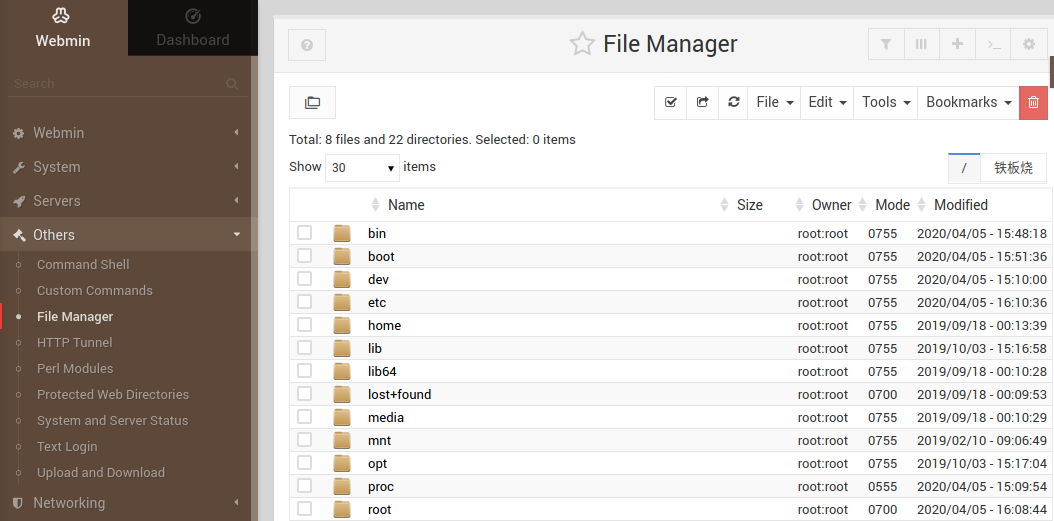 Webmin
Dashboard
Search
Webmin
System
Servers
Others
Command Shell
Custom Commands
File Manager
HTTP Tunnel
Perl Modules
Protected Web Directories
System and Server Status
Text Login
Upload and Download
Networking
File Manager
File Edit Tools Bookmarks
Total: 8 files and 22 directories. Selected: 0 items
Show 30 items
/ 铁板烧
Name Size Owner Mode Modified
bin root:root 0755 2020/04/05 - 15:48:18
boot root:root 0755 2020/04/05 - 15:51:36
dev root:root 0755 2020/04/05 - 15:10:00
etc root:root 0755 2020/04/05 - 16:10:36
home root:root 0755 2019/09/18 - 00:13:39
lib root:root 0755 2019/10/03 - 15:16:58
lib64 root:root 0755 2019/09/18 - 00:10:28
lost+found root:root 0700 2019/09/18 - 00:09:53
media root:root 0755 2019/09/18 - 00:10:29
mnt root:root 0755 2019/02/10 - 09:06:49
opt root:root 0755 2019/10/03 - 15:17:04
proc root:root 0555 2020/04/05 - 15:09:54
root root:root 0700 2020/04/05 - 16:08:44